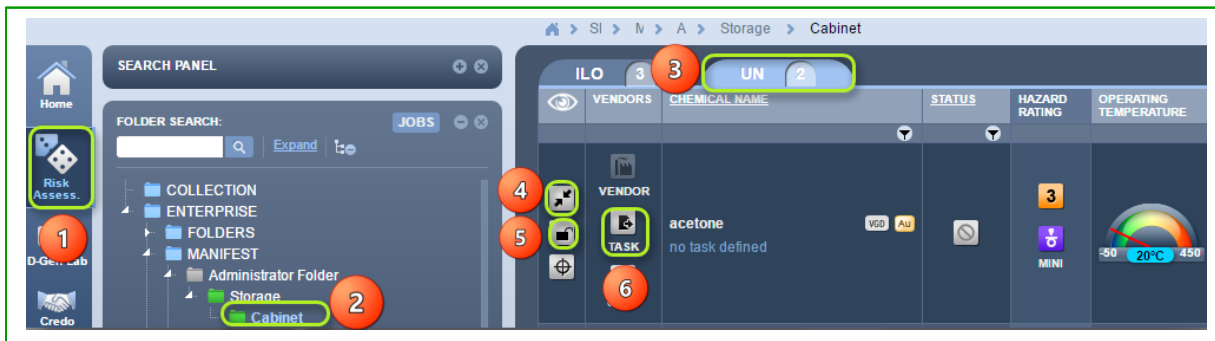 SI > M > A > Storage > Cabinet
Home
Risk
Assess.
1
Lab
Credo
SEARCH PANEL
FOLDER SEARCH:
JOBS
Expand
COLLECTION
ENTERPRISE
FOLDERS
MANIFEST
Administrator Folder
Storage
Cabinet
2
ILO 3
3
UN 2
VENDORS
CHEMICAL NAME
STATUS
HAZARD
RATING
OPERATING
TEMPERATURE
4
5
VENDOR
TASK
6
acetone
VGD Au
no task defined
3
MINI
-50 20°C 450